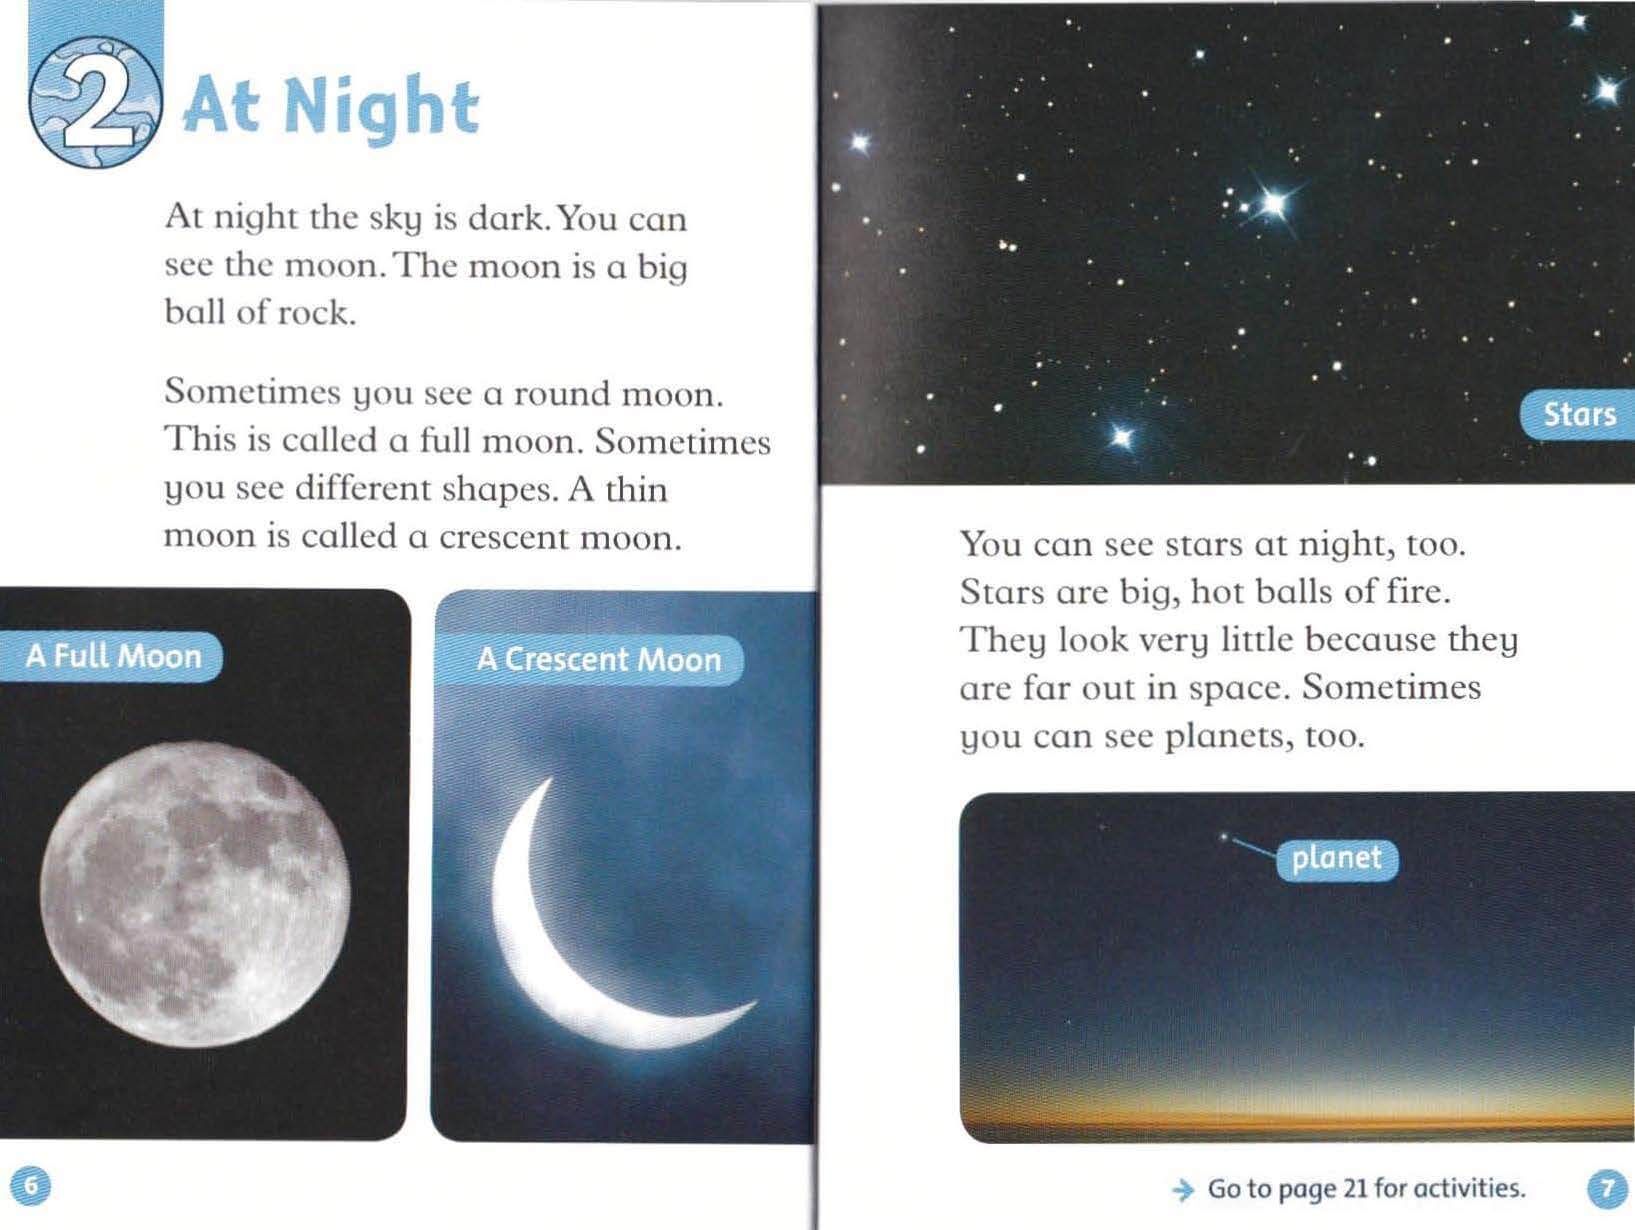 2
At Night
At night the sky is dark. You can
see the moon. The moon is a big
ball of rock.
Sometimes you see a round moon.
This is called a full moon. Sometimes
you see different shapes. A thin
moon is called a crescent moon.
A Full Moon
A Crescent Moon
6
Stars
You can see stars at night, too.
Stars are big, hot balls of fire.
They look very little because they
are far out in space. Sometimes
you can see planets, too.
planet
→ Go to page 21 for activities.
7